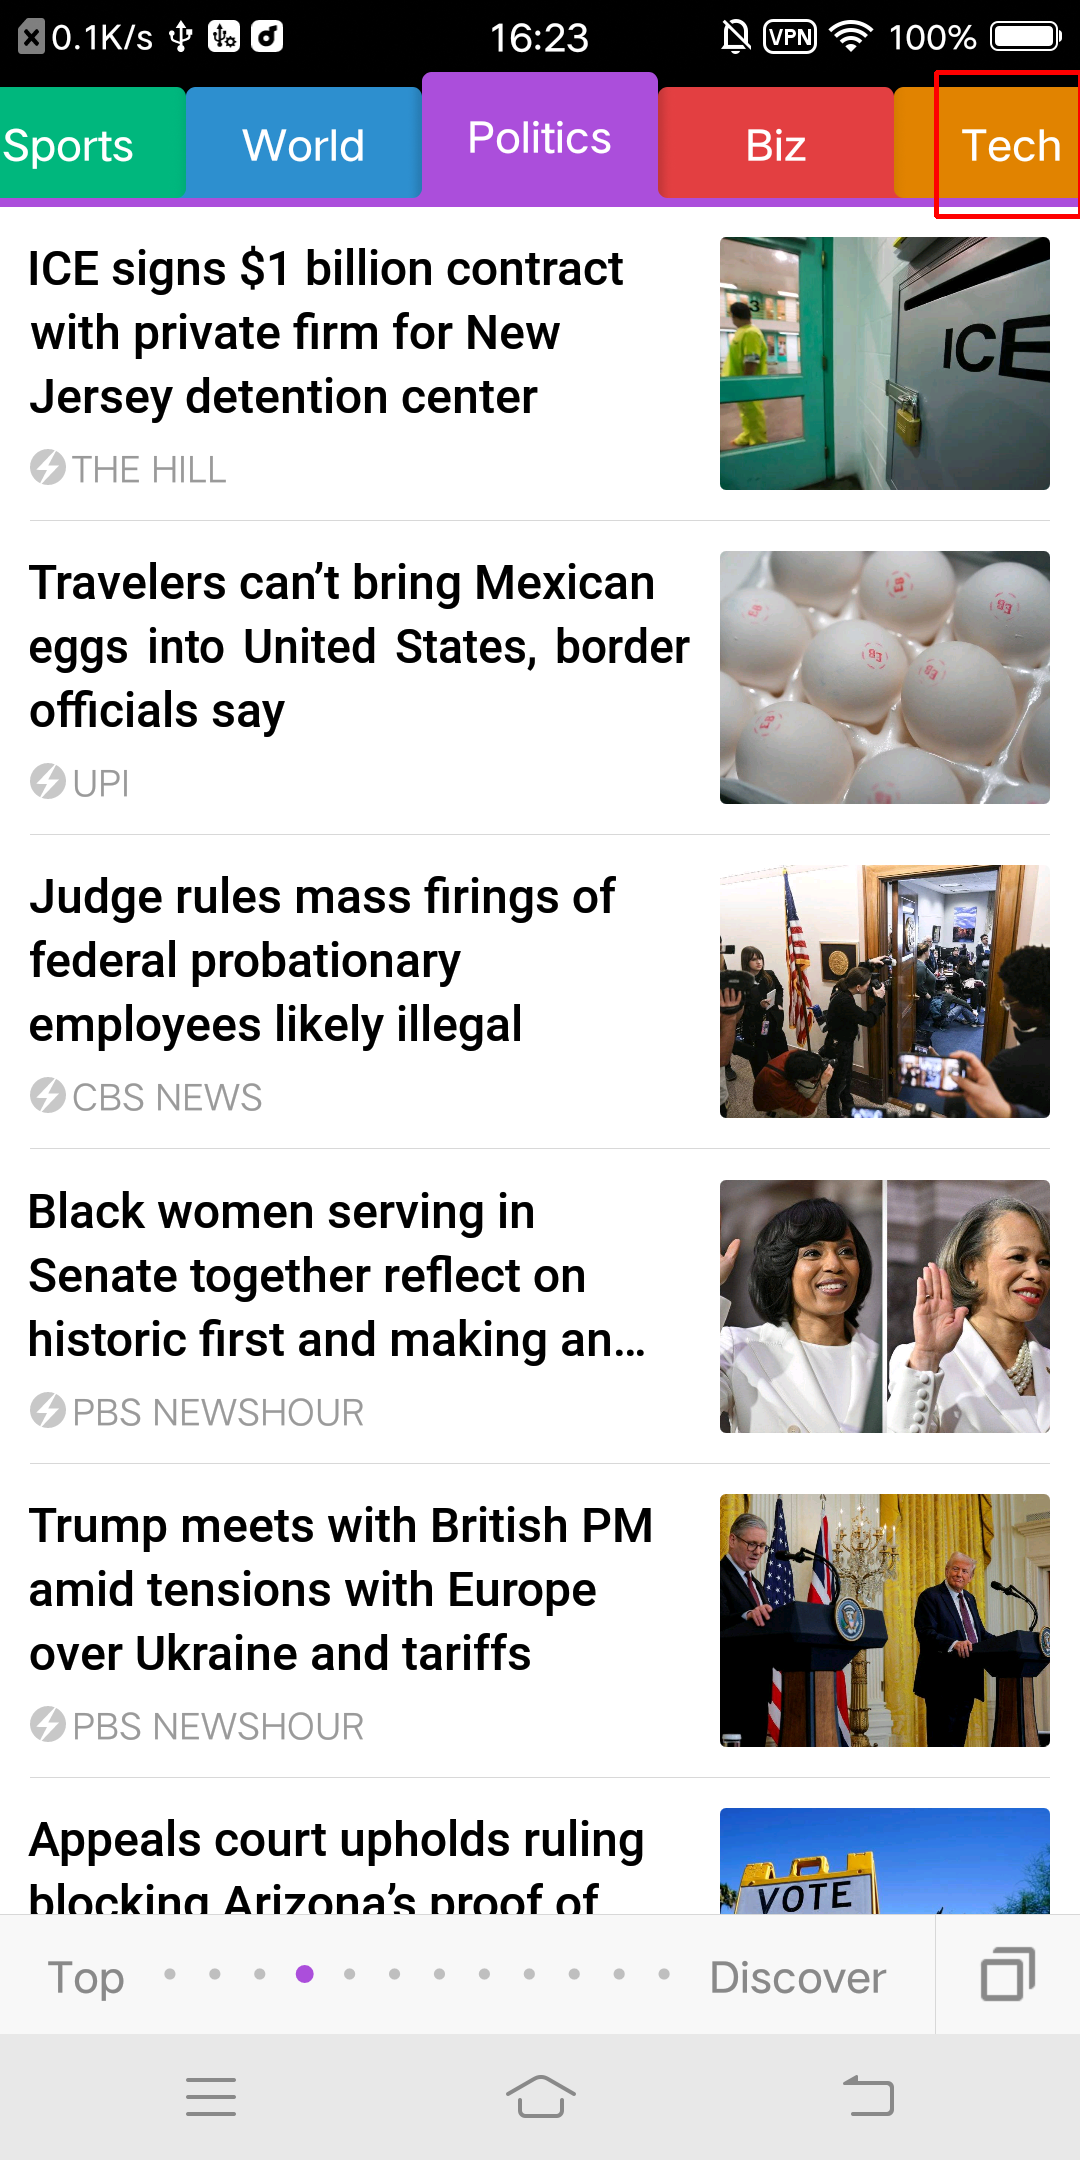 0.1K/s 16:23 VPN 100%
Sports World Politics Biz Tech
ICE signs $1 billion contract
with private firm for New
Jersey detention center
THE HILL
ICE
Travelers can’t bring Mexican
eggs into United States, border
officials say
UPI
Judge rules mass firings of
federal probationary
employees likely illegal
CBS NEWS
Black women serving in
Senate together reflect on
historic first and making an...
PBS NEWSHOUR
Trump meets with British PM
amid tensions with Europe
over Ukraine and tariffs
PBS NEWSHOUR
Appeals court upholds ruling
blocking Arizona’s proof of
VOTE
Top Discover